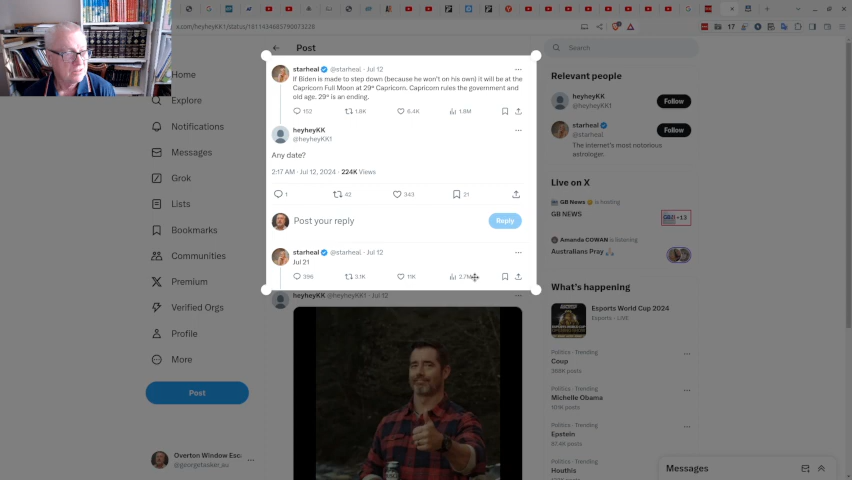 s.com/heyheyKK1/status/1811434685790073228
Post
Search
Home
Explore
Notifications
Messages
Grok
Lists
Bookmarks
Communities
Premium
Verified Orgs
Profile
More
Post
Overton Window Esc
@georgetasker_au
starheal @starheal · Jul 12
If Biden is made to step down (because he won't on his own) it will be at the
Capricorn Full Moon at 29° Capricorn. Capricorn rules the government and
old age. 29° is an ending.
152 1.8K 6.4K 1.8M
heyheyKK
@heyheyKK1
Any date?
2:17 AM · Jul 12, 2024 · 224K Views
1 42 343 21
Post your reply
Reply
starheal @starheal · Jul 12
Jul 21
396 3.1K 11K 2.7M
heyheyKK @heyheyKK1 · Jul 12
Relevant people
heyheyKK
@heyheyKK1
Follow
starheal
@starheal
Follow
The internet's most notorious
astrologer.
Live on X
GB News is hosting
GB NEWS
+13
Amanda COWAN is listening
Australians Pray
What's happening
Esports World Cup 2024
Esports · LIVE
Politics · Trending
Coup
Politics · Trending
Michelle Obama
101K posts
Politics · Trending
Epstein
Politics · Trending
Houthis
Messages